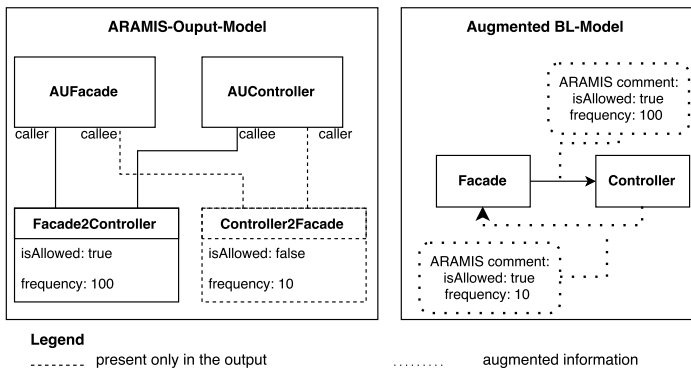 ARAMIS-Ouput-Model
AUFacade
AUController
caller
callee
callee
caller
Facade2Controller
isAllowed: true
frequency: 100
Controller2Facade
isAllowed: false
frequency: 10
Augmented BL-Model
ARAMIS comment:
isAllowed: true
frequency: 100
Facade
Controller
ARAMIS comment:
isAllowed: true
frequency: 10
Legend
present only in the output
augmented information